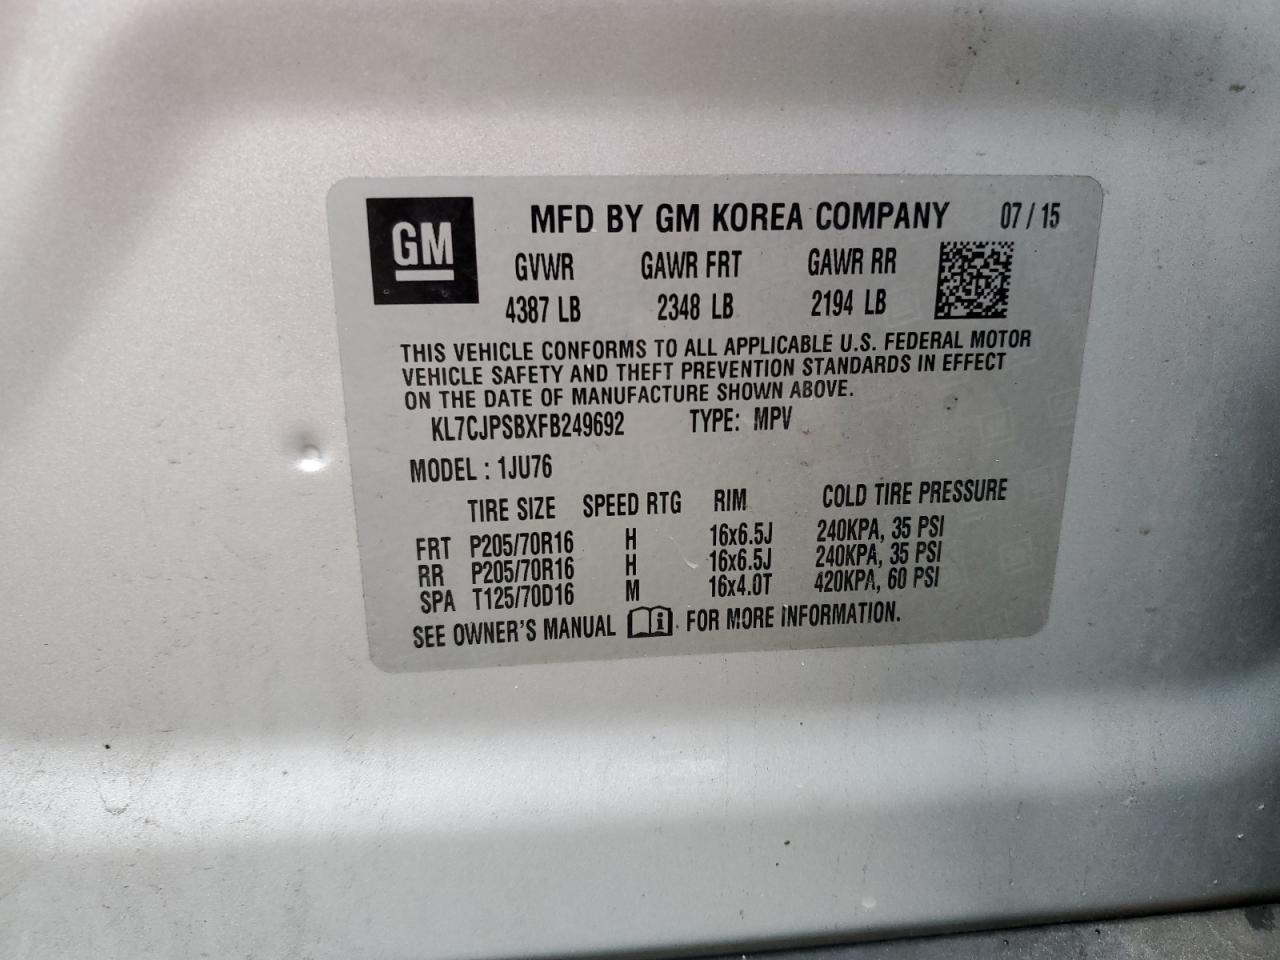 GM
MFD BY GM KOREA COMPANY 07 / 15
GVWR GAWR FRT GAWR RR
4387 LB 2348 LB 2194 LB
THIS VEHICLE CONFORMS TO ALL APPLICABLE U.S. FEDERAL MOTOR
VEHICLE SAFETY AND THEFT PREVENTION STANDARDS IN EFFECT
ON THE DATE OF MANUFACTURE SHOWN ABOVE.
KL7CJPSBXFB249692 TYPE: MPV
MODEL : 1JU76
TIRE SIZE SPEED RTG RIM COLD TIRE PRESSURE
FRT P205/70R16 H 16x6.5J 240KPA, 35 PSI
RR P205/70R16 H 16x6.5J 240KPA, 35 PSI
SPA T125/70D16 M 16x4.0T 420KPA, 60 PSI
SEE OWNER'S MANUAL i FOR MORE INFORMATION.